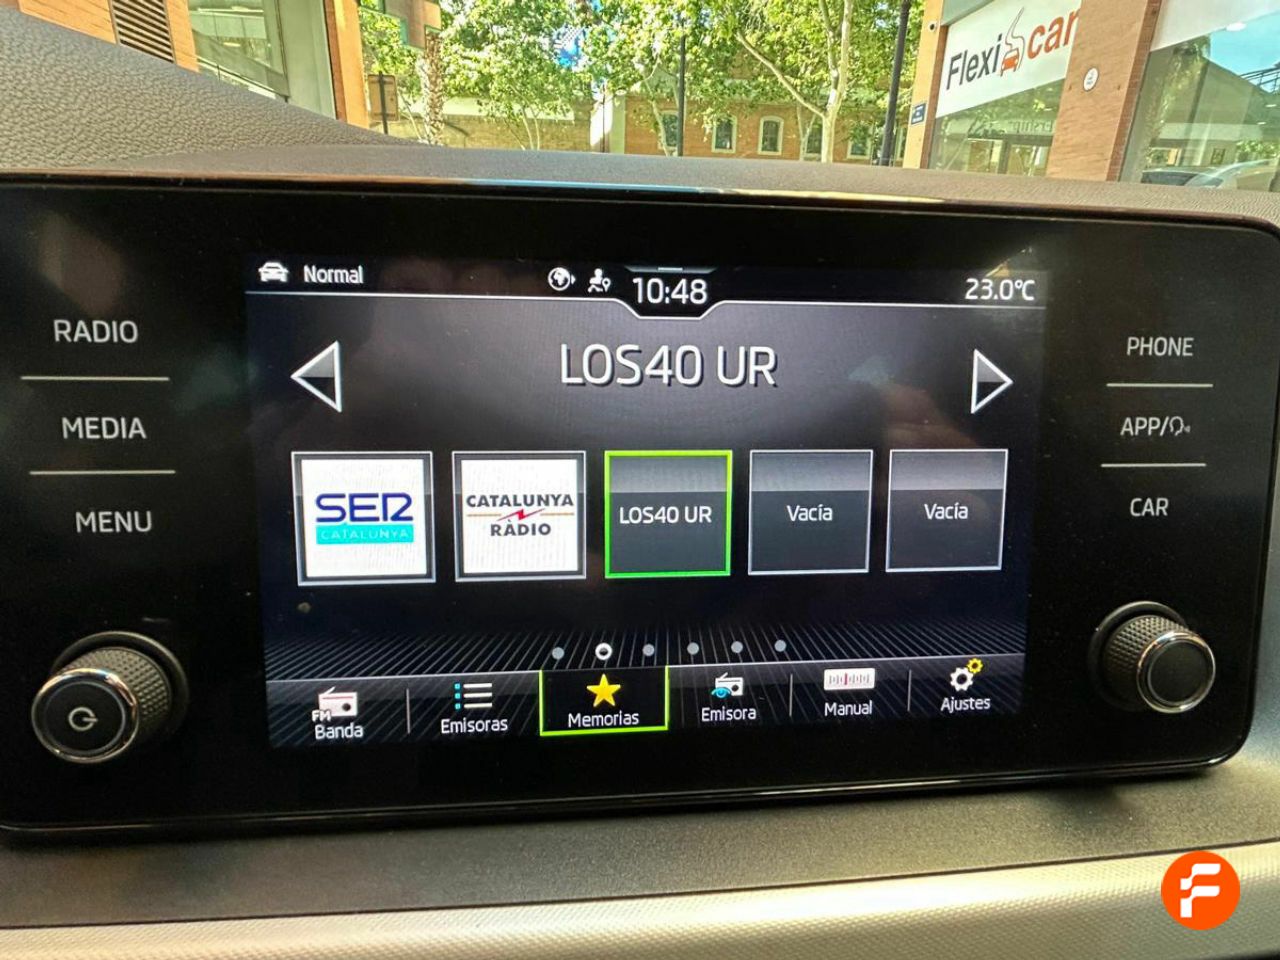 Flexicar
Normal
10:48
23.0°C
RADIO
MEDIA
MENU
LOS40 UR
PHONE
APP/
CAR
SER
CATALUNYA
CATALUNYA
RÀDIO
LOS40 UR
Vacía
Vacía
FM
Banda
Emisoras
Memorias
Emisora
Manual
Ajustes
F